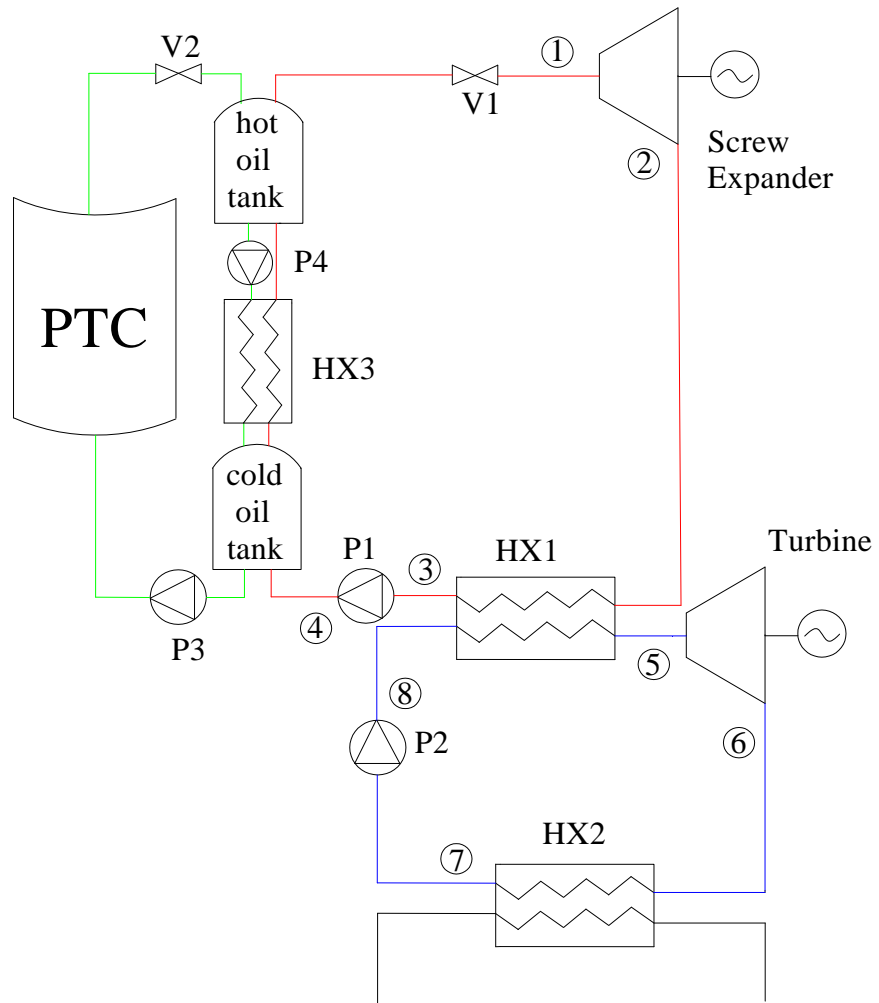 V2
①
V1
hot
oil
tank
②
Screw
Expander
P4
PTC
HX3
cold
oil
tank
P1
③
HX1
Turbine
④
P3
⑤
⑧
P2
⑥
HX2
⑦